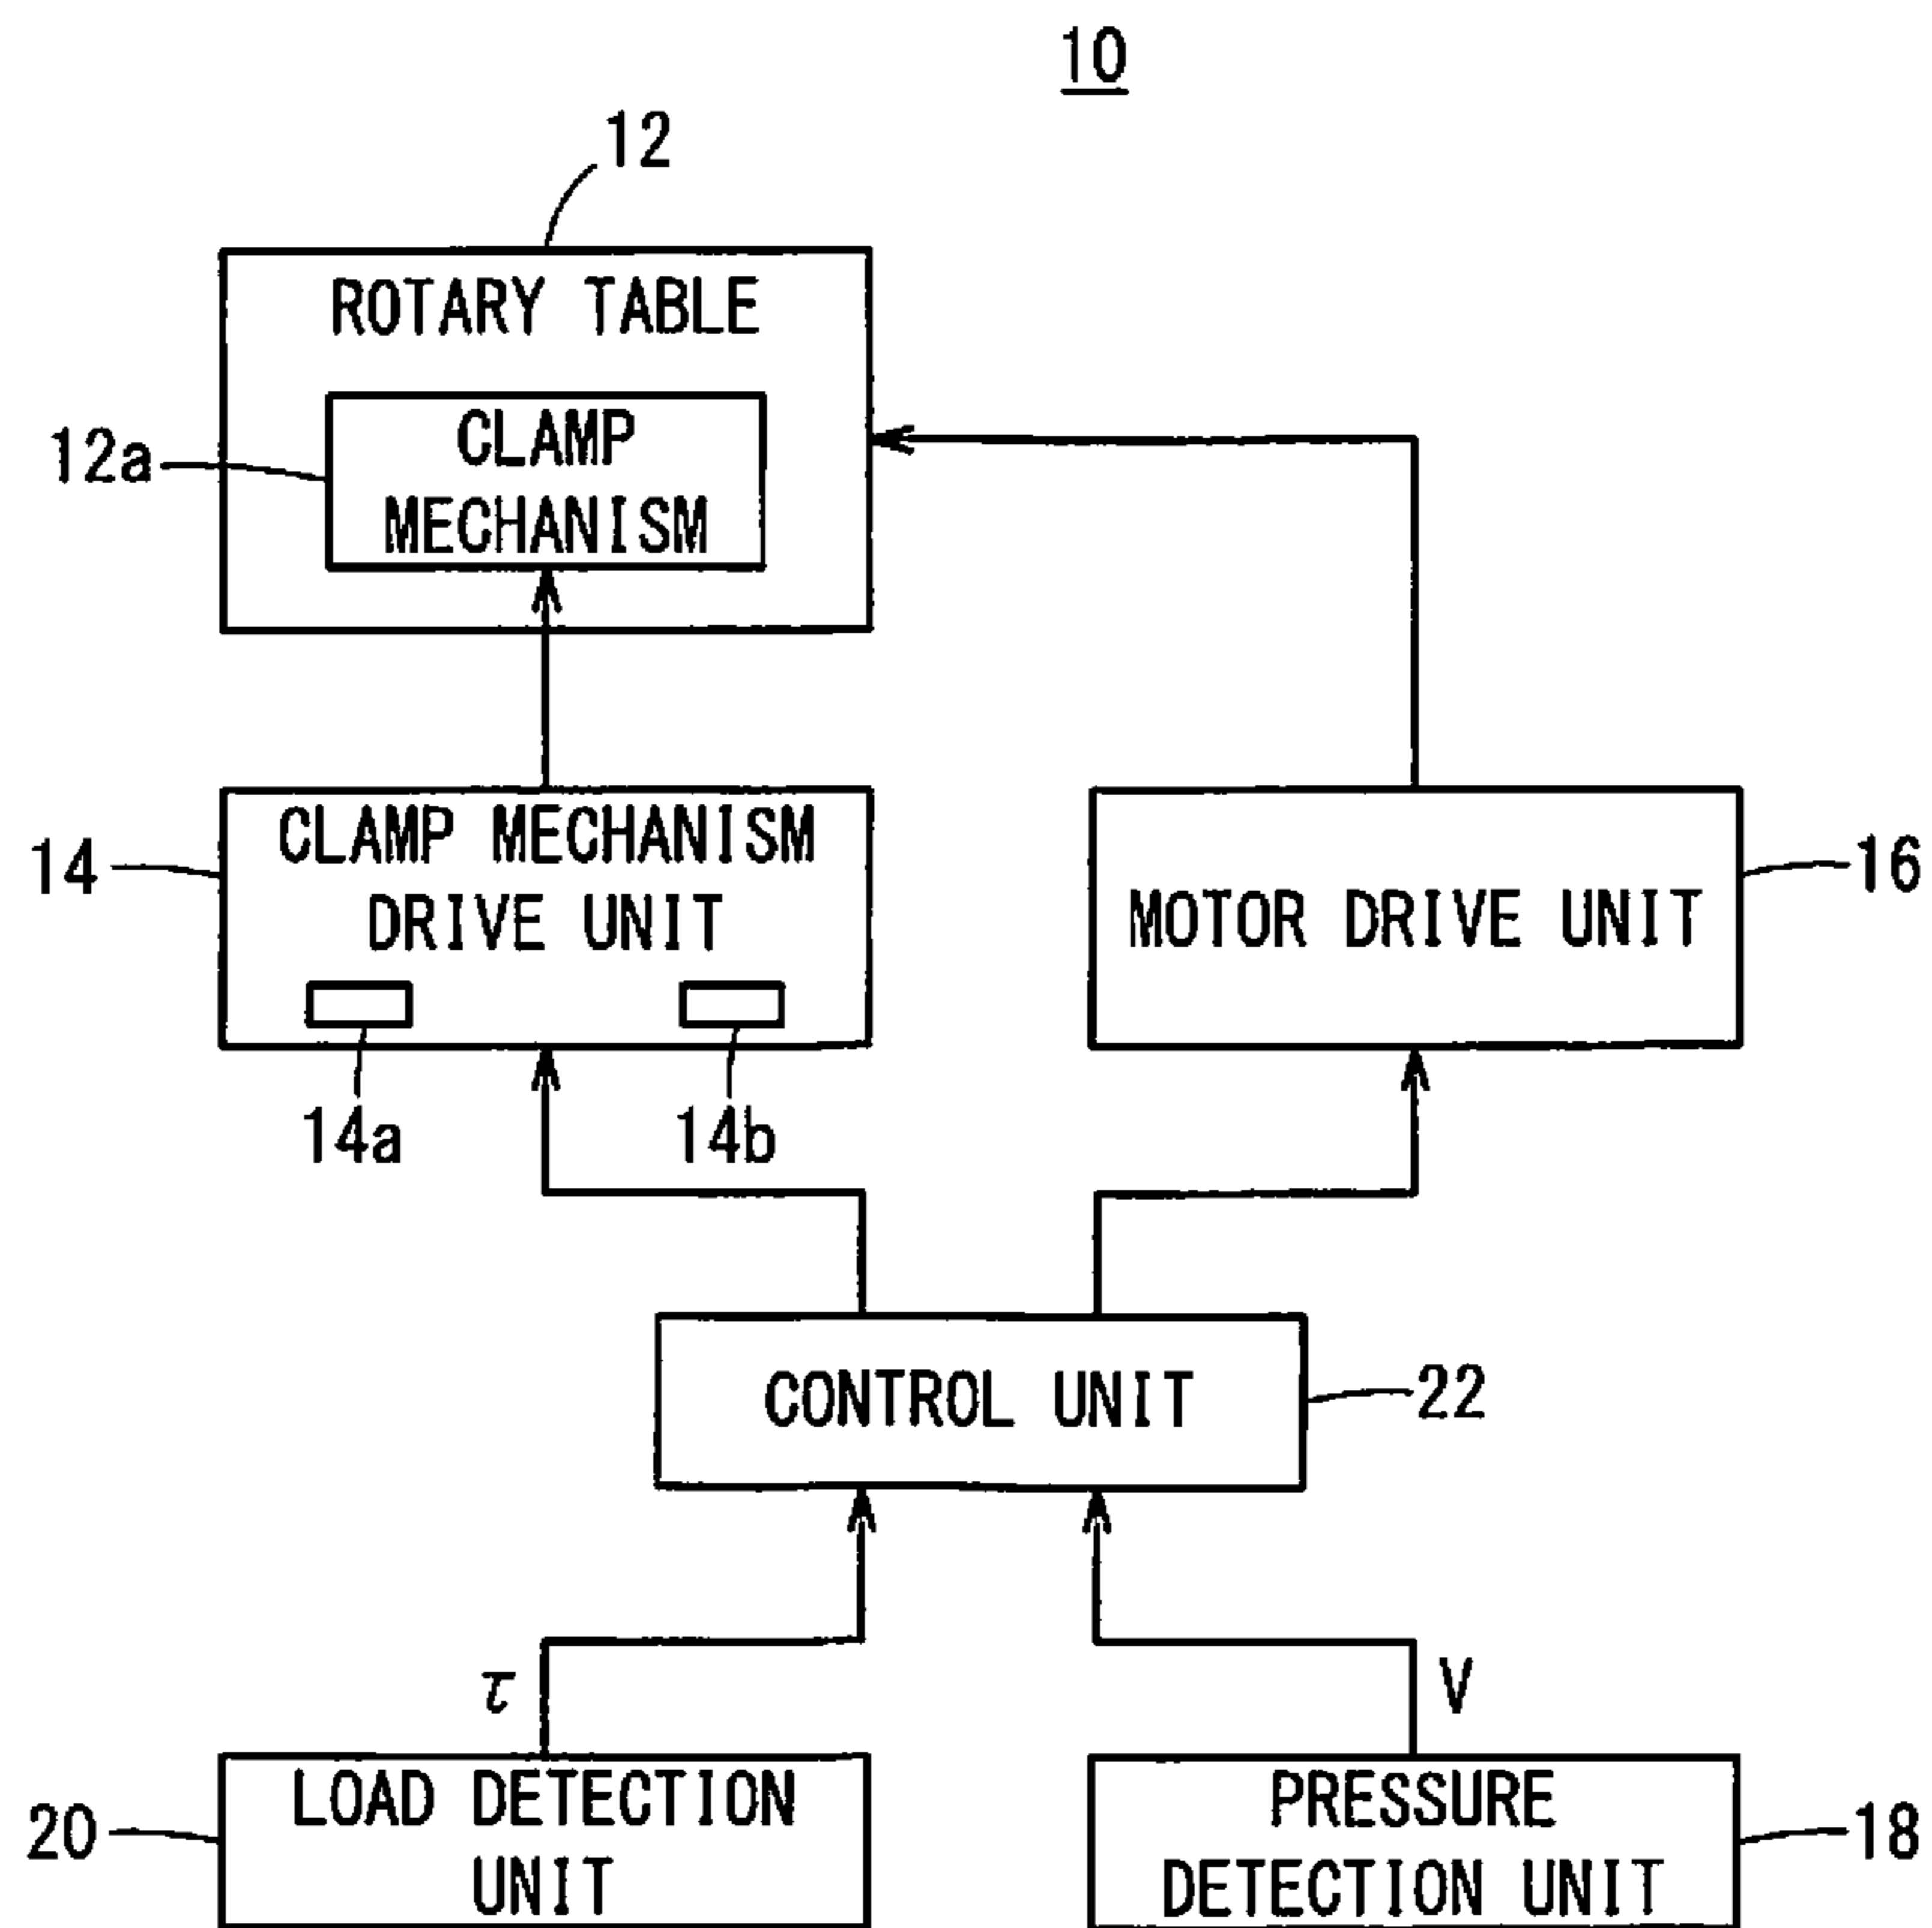 10
12
ROTARY TABLE
12a
CLAMP
MECHANISM
14
CLAMP MECHANISM
DRIVE UNIT
14a
14b
MOTOR DRIVE UNIT
16
CONTROL UNIT
22
τ
V
20
LOAD DETECTION
UNIT
PRESSURE
DETECTION UNIT
18